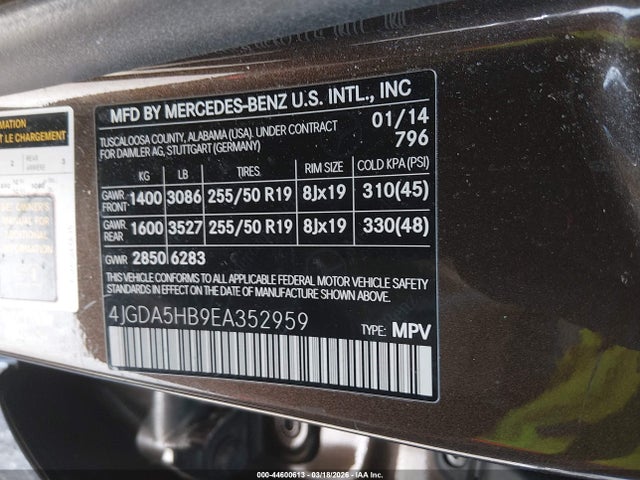 MFD BY MERCEDES-BENZ U.S. INTL., INC
TUSCALOOSA COUNTY, ALABAMA (USA). UNDER CONTRACT 01/14
FOR DAIMLER AG, STUTTGART (GERMANY) 796
KG LB TIRES RIM SIZE COLD KPA (PSI)
GAWR FRONT 1400 3086 255/50 R19 8Jx19 310(45)
GAWR REAR 1600 3527 255/50 R19 8Jx19 330(48)
GVWR 2850 6283
THIS VEHICLE CONFORMS TO ALL APPLICABLE FEDERAL MOTOR VEHICLE SAFETY
STANDARDS IN EFFECT ON THE DATE OF MANUFACTURE SHOWN ABOVE.
4JGDA5HB9EA352959
TYPE: MPV
LE CHARGEMENT
REAR
000-44600613 - 03/18/2026 - IAA Inc.